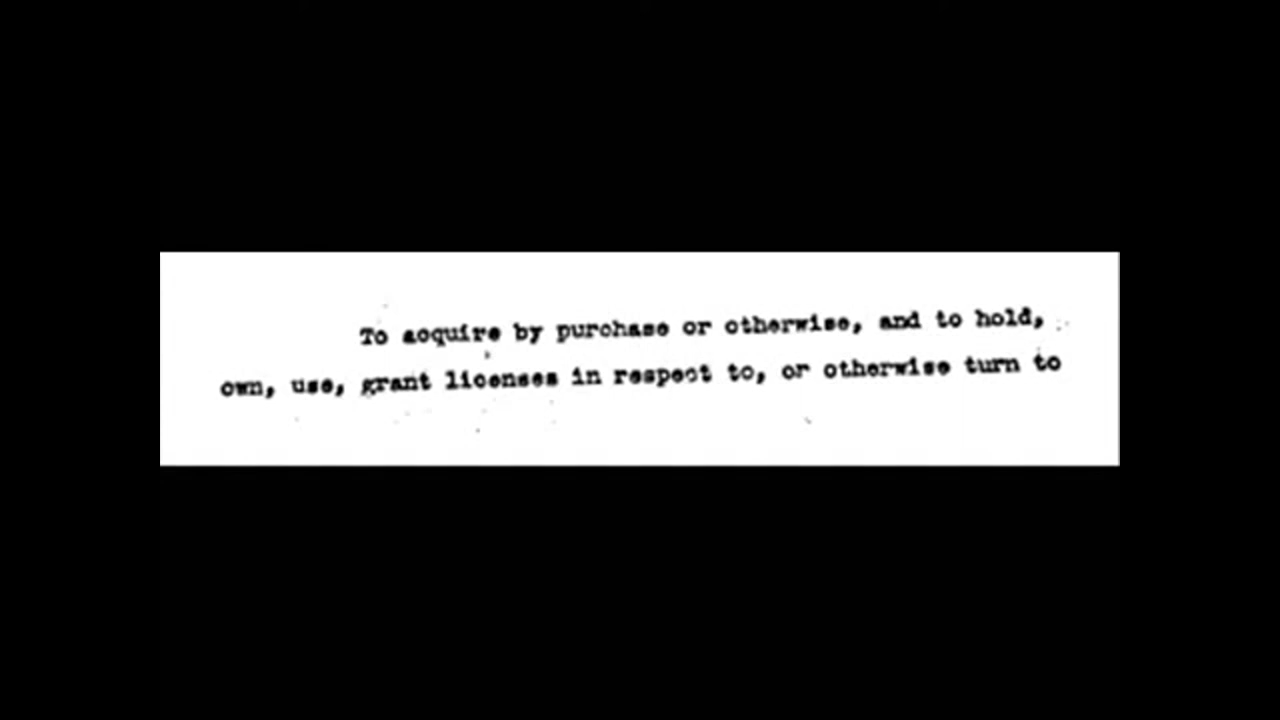 To acquire by purchase or otherwise, and to hold,
own, use, grant licenses in respect to, or otherwise turn to